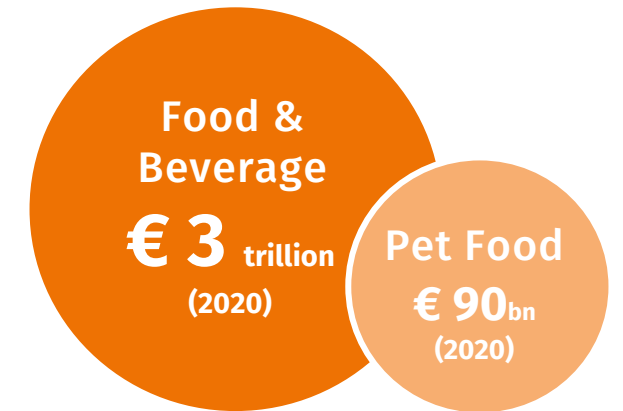 Food &
Beverage
€ 3 trillion
(2020)
Pet Food
€ 90bn
(2020)